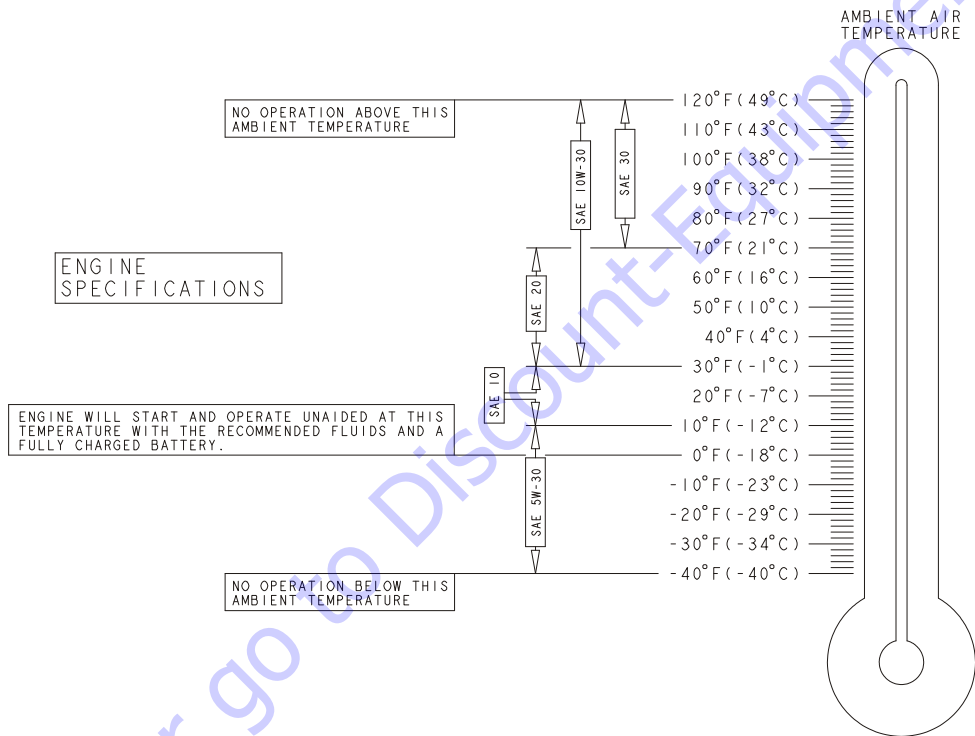 AMBIENT AIR
TEMPERATURE
NO OPERATION ABOVE THIS
AMBIENT TEMPERATURE
120°F(49°C)
110°F(43°C)
100°F(38°C)
90°F(32°C)
80°F(27°C)
70°F(21°C)
60°F(16°C)
50°F(10°C)
40°F(4°C)
30°F(-1°C)
20°F(-7°C)
10°F(-12°C)
0°F(-18°C)
-10°F(-23°C)
-20°F(-29°C)
-30°F(-34°C)
-40°F(-40°C)
SAE 10W-30
SAE 30
SAE 20
SAE 10
SAE 5W-30
ENGINE
SPECIFICATIONS
ENGINE WILL START AND OPERATE UNAIDED AT THIS
TEMPERATURE WITH THE RECOMMENDED FLUIDS AND A
FULLY CHARGED BATTERY.
NO OPERATION BELOW THIS
AMBIENT TEMPERATURE
go to Discount-Equipme